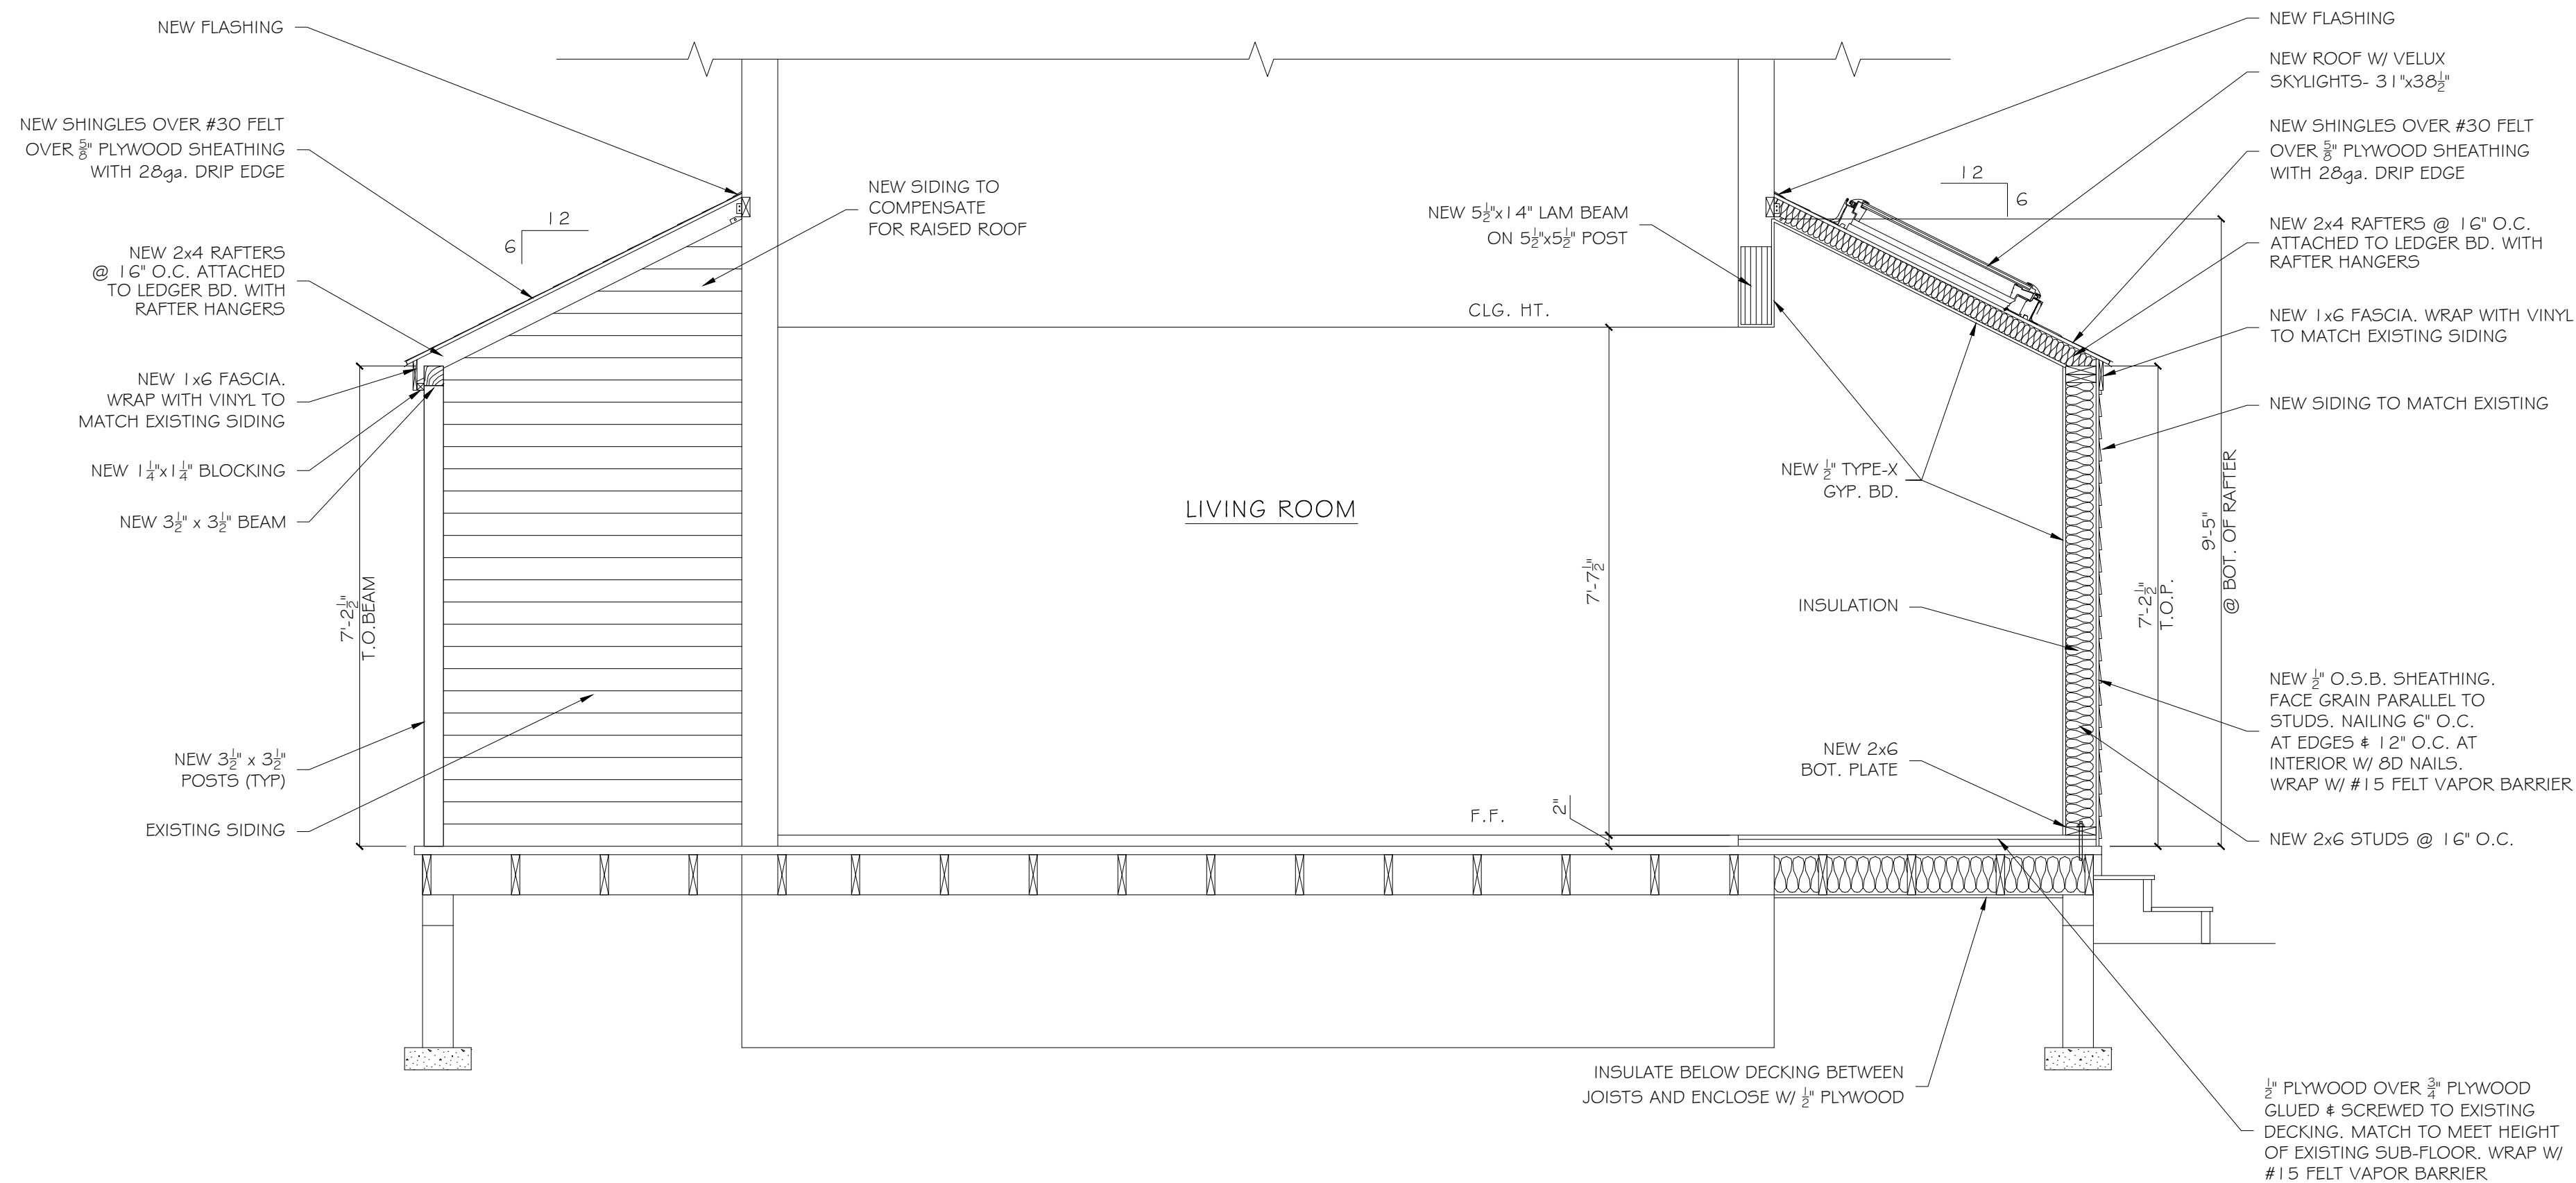 NEW FLASHING
NEW SHINGLES OVER #30 FELT
OVER 5/8" PLYWOOD SHEATHING
WITH 28ga. DRIP EDGE
12
6
NEW 2x4 RAFTERS
@ 16" O.C. ATTACHED
TO LEDGER BD. WITH
RAFTER HANGERS
NEW 1x6 FASCIA.
WRAP WITH VINYL TO
MATCH EXISTING SIDING
NEW 1 1/4"x1 1/4" BLOCKING
NEW 3 1/2" x 3 1/2" BEAM
7'-2 1/2"
T.O.BEAM
NEW 3 1/2" x 3 1/2"
POSTS (TYP)
EXISTING SIDING
NEW SIDING TO
COMPENSATE
FOR RAISED ROOF
NEW 5 1/2"x14" LAM BEAM
ON 5 1/2"x5 1/2" POST
CLG. HT.
LIVING ROOM
7'-7 1/2"
F.F.
2"
NEW 1/2" TYPE-X
GYP. BD.
INSULATION
NEW 2x6
BOT. PLATE
INSULATE BELOW DECKING BETWEEN
JOISTS AND ENCLOSE W/ 1/2" PLYWOOD
12
6
7'-2 1/2"
T.O.P.
9'-5"
@ BOT. OF RAFTER
NEW FLASHING
NEW ROOF W/ VELUX
SKYLIGHTS- 31"x38 1/2"
NEW SHINGLES OVER #30 FELT
OVER 5/8" PLYWOOD SHEATHING
WITH 28ga. DRIP EDGE
NEW 2x4 RAFTERS @ 16" O.C.
ATTACHED TO LEDGER BD. WITH
RAFTER HANGERS
NEW 1x6 FASCIA. WRAP WITH VINYL
TO MATCH EXISTING SIDING
NEW SIDING TO MATCH EXISTING
NEW 1/2" O.S.B. SHEATHING.
FACE GRAIN PARALLEL TO
STUDS. NAILING 6" O.C.
AT EDGES & 12" O.C. AT
INTERIOR W/ 8D NAILS.
WRAP W/ #15 FELT VAPOR BARRIER
NEW 2x6 STUDS @ 16" O.C.
1/2" PLYWOOD OVER 3/4" PLYWOOD
GLUED & SCREWED TO EXISTING
DECKING. MATCH TO MEET HEIGHT
OF EXISTING SUB-FLOOR. WRAP W/
#15 FELT VAPOR BARRIER